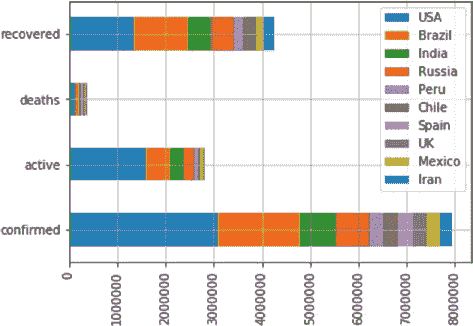 recovered
deaths
active
confirmed
USA
Brazil
India
Russia
Peru
Chile
Spain
UK
Mexico
Iran
0
1000000
2000000
3000000
4000000
5000000
6000000
7000000
8000000